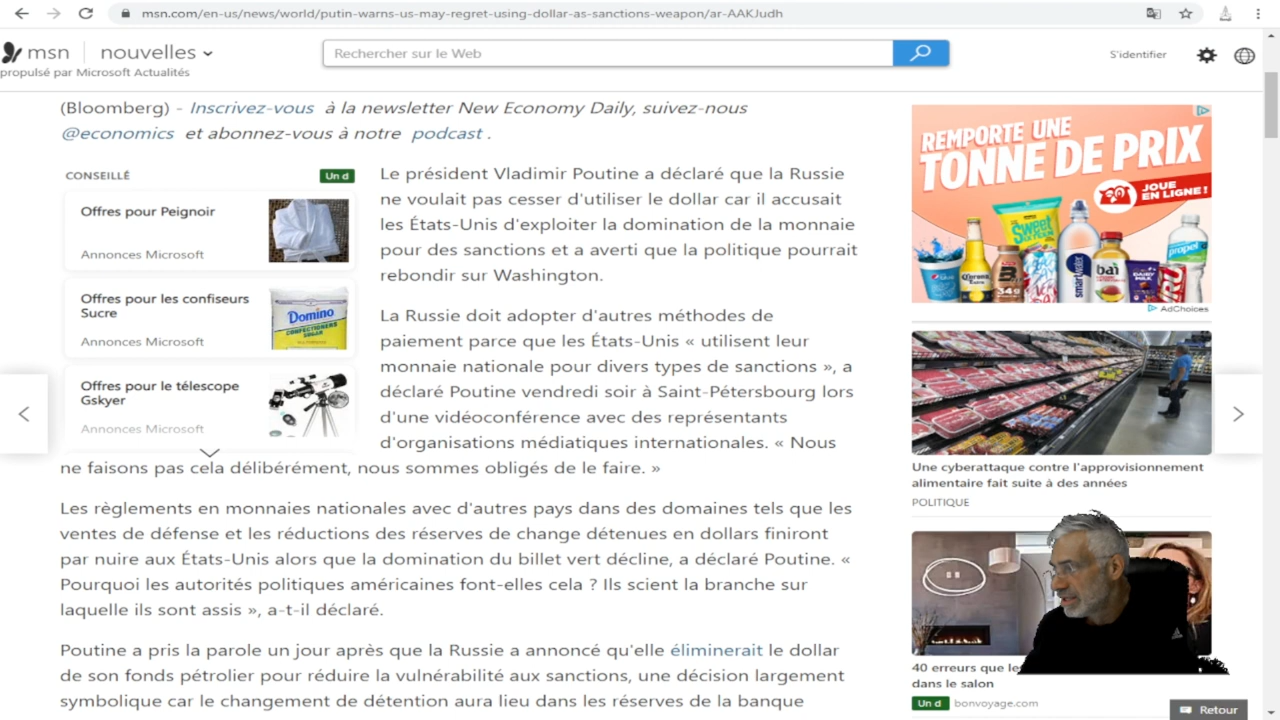 msn.com/en-us/news/world/putin-warns-us-may-regret-using-dollar-as-sanctions-weapon/ar-AAKJudh
msn nouvelles
propulsé par Microsoft Actualités
Rechercher sur le Web
S'identifier
(Bloomberg) - Inscrivez-vous à la newsletter New Economy Daily, suivez-nous
@economics et abonnez-vous à notre podcast .
CONSEILLÉ
Un d
Offres pour Peignoir
Annonces Microsoft
Offres pour les confiseurs
Sucre
Annonces Microsoft
Domino
CONFECTIONERS
SUGAR
Offres pour le télescope
Gskyer
Annonces Microsoft
Le président Vladimir Poutine a déclaré que la Russie
ne voulait pas cesser d'utiliser le dollar car il accusait
les États-Unis d'exploiter la domination de la monnaie
pour des sanctions et a averti que la politique pourrait
rebondir sur Washington.
La Russie doit adopter d'autres méthodes de
paiement parce que les États-Unis « utilisent leur
monnaie nationale pour divers types de sanctions », a
déclaré Poutine vendredi soir à Saint-Pétersbourg lors
d'une vidéoconférence avec des représentants
d'organisations médiatiques internationales. « Nous
ne faisons pas cela délibérément, nous sommes obligés de le faire. »
Les règlements en monnaies nationales avec d'autres pays dans des domaines tels que les
ventes de défense et les réductions des réserves de change détenues en dollars finiront
par nuire aux États-Unis alors que la domination du billet vert décline, a déclaré Poutine. «
Pourquoi les autorités politiques américaines font-elles cela ? Ils scient la branche sur
laquelle ils sont assis », a-t-il déclaré.
Poutine a pris la parole un jour après que la Russie a annoncé qu'elle éliminerait le dollar
de son fonds pétrolier pour réduire la vulnérabilité aux sanctions, une décision largement
symbolique car le changement de détention aura lieu dans les réserves de la banque
REMPORTE UNE
TONNE DE PRIX
JOUE
EN LIGNE !
SWEET
Corona
smartwater
bai
DAIRY
MILK
propel
34g
AdChoices
Une cyberattaque contre l'approvisionnement
alimentaire fait suite à des années
POLITIQUE
40 erreurs que les
dans le salon
Un d bonvoyage.com
Retour